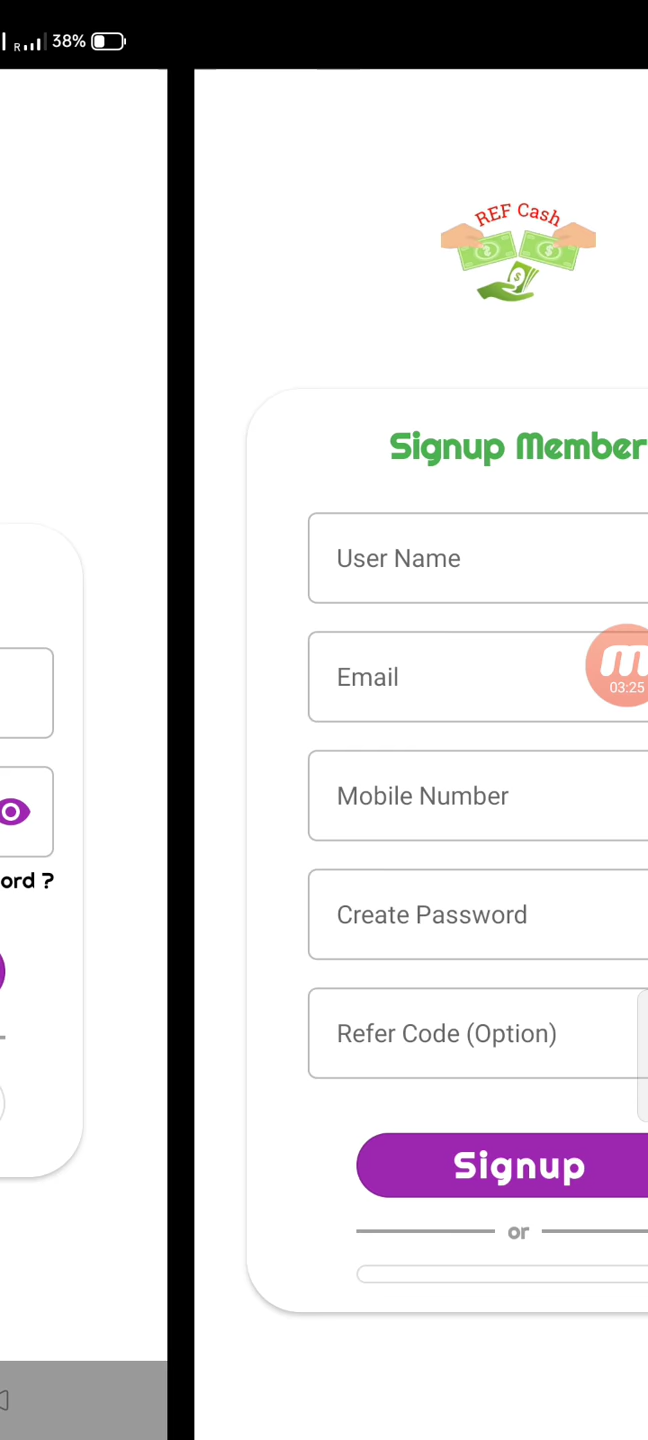 R 38%
REF Cash
Signup Member
User Name
Email
03:25
Mobile Number
Create Password
ord ?
Refer Code (Option)
Signup
or